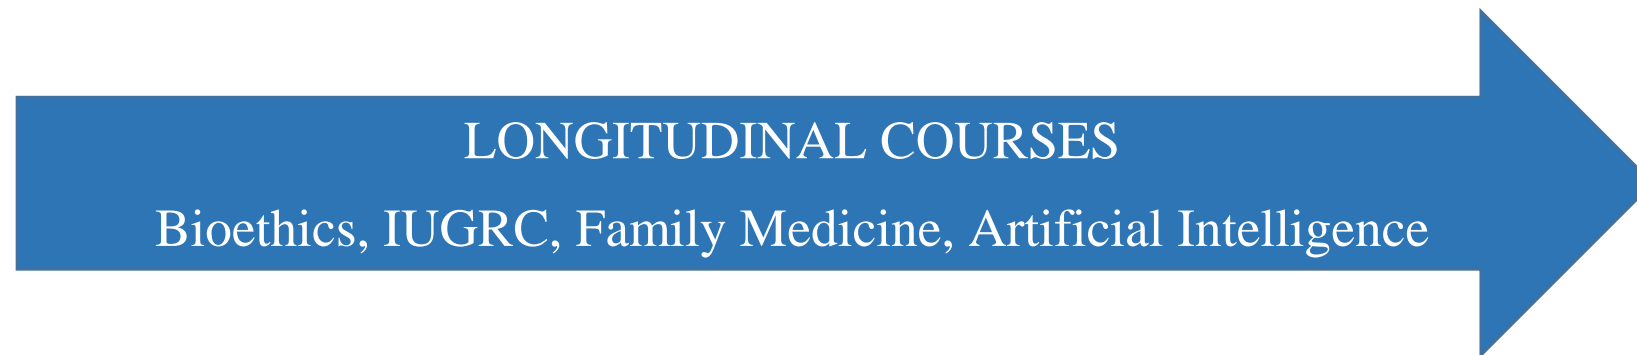 LONGITUDINAL COURSES
Bioethics, IUGRC, Family Medicine, Artificial Intelligence